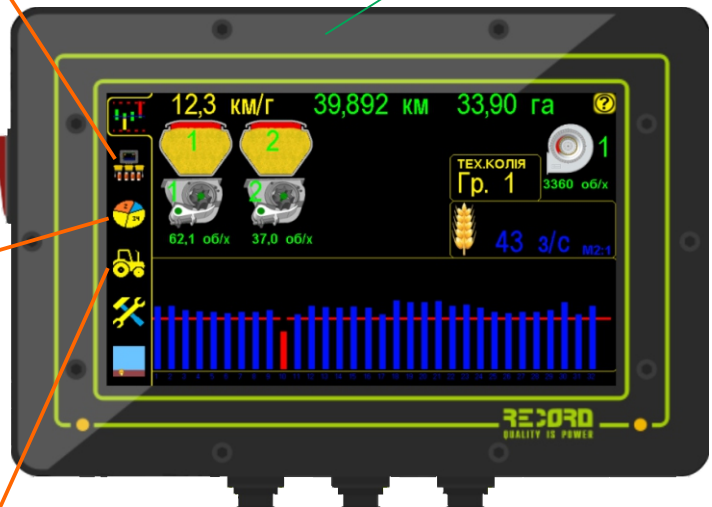 12,3 км/г 39,892 км 33,90 га ?
1 2 1
ТЕХ.КОЛІЯ
Гр. 1
3360 об/х
1 2
62,1 об/х 37,0 об/х
43 з/с М2:1
RECORD
QUALITY IS POWER